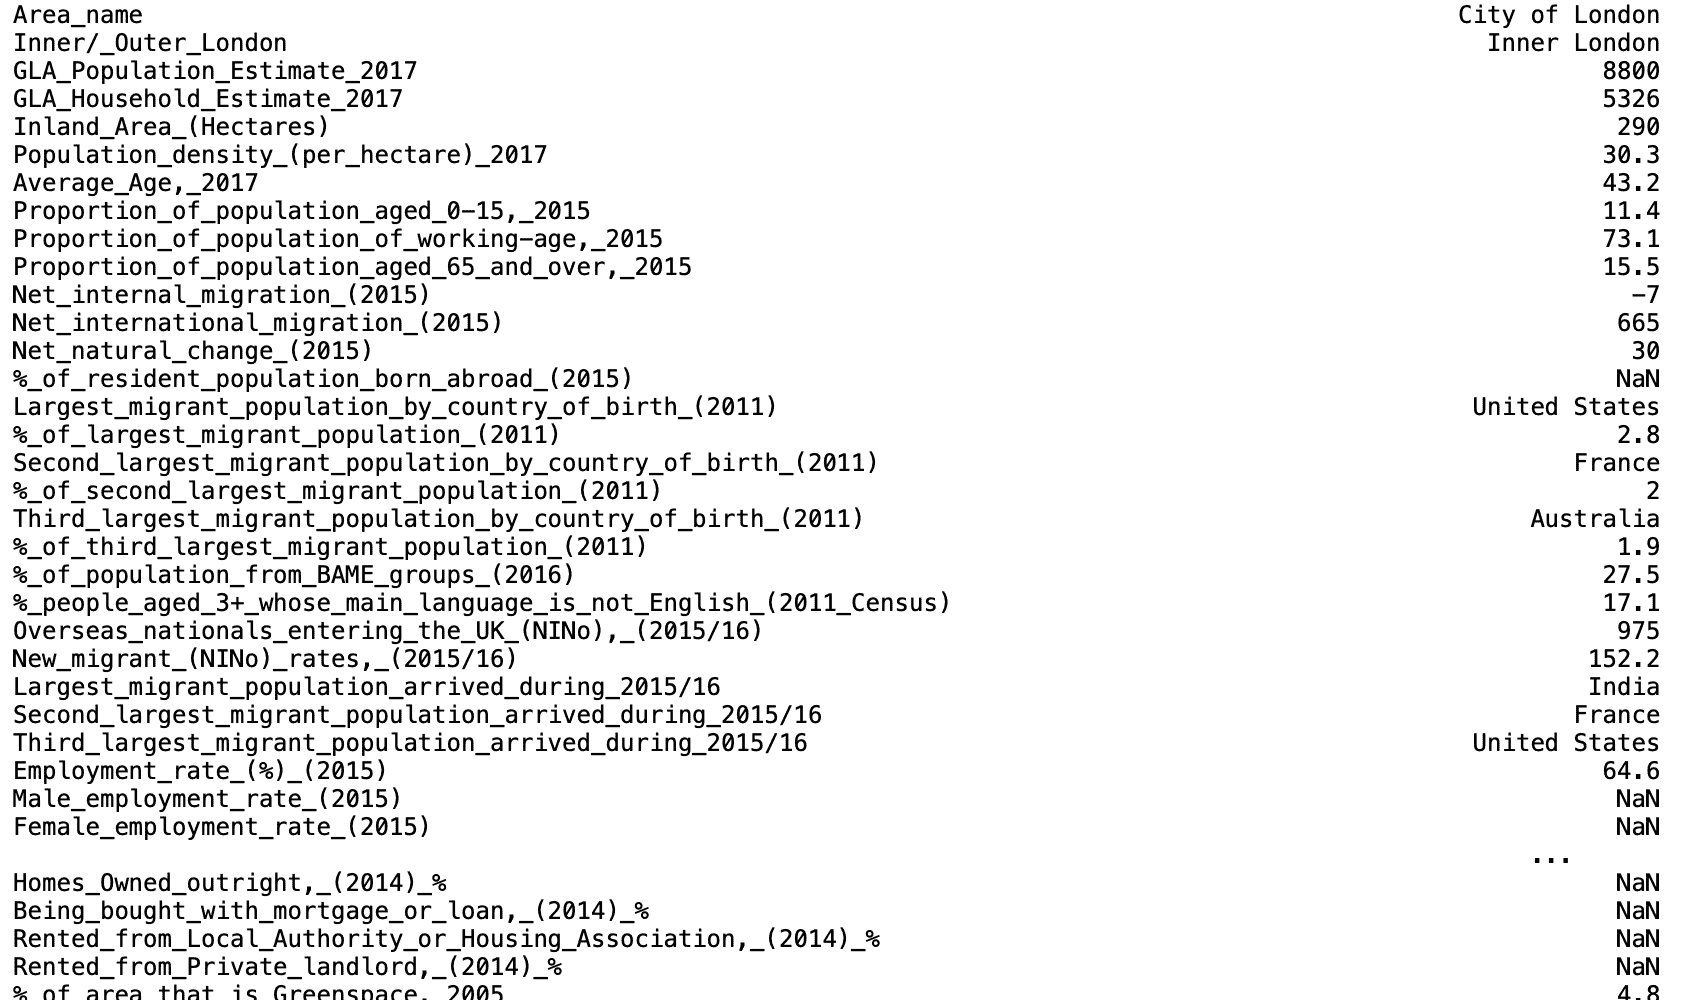 Area_name City of London
Inner/_Outer_London Inner London
GLA_Population_Estimate_2017 8800
GLA_Household_Estimate_2017 5326
Inland_Area_(Hectares) 290
Population_density_(per_hectare)_2017 30.3
Average_Age,_2017 43.2
Proportion_of_population_aged_0-15,_2015 11.4
Proportion_of_population_of_working-age,_2015 73.1
Proportion_of_population_aged_65_and_over,_2015 15.5
Net_internal_migration_(2015) -7
Net_international_migration_(2015) 665
Net_natural_change_(2015) 30
%_of_resident_population_born_abroad_(2015) NaN
Largest_migrant_population_by_country_of_birth_(2011) United States
%_of_largest_migrant_population_(2011) 2.8
Second_largest_migrant_population_by_country_of_birth_(2011) France
%_of_second_largest_migrant_population_(2011) 2
Third_largest_migrant_population_by_country_of_birth_(2011) Australia
%_of_third_largest_migrant_population_(2011) 1.9
%_of_population_from_BAME_groups_(2016) 27.5
%_people_aged_3+_whose_main_language_is_not_English_(2011_Census) 17.1
Overseas_nationals_entering_the_UK_(NINo),_(2015/16) 975
New_migrant_(NINo)_rates,_(2015/16) 152.2
Largest_migrant_population_arrived_during_2015/16 India
Second_largest_migrant_population_arrived_during_2015/16 France
Third_largest_migrant_population_arrived_during_2015/16 United States
Employment_rate_(%)_(2015) 64.6
Male_employment_rate_(2015) NaN
Female_employment_rate_(2015) NaN
...
Homes_Owned_outright,_(2014)_% NaN
Being_bought_with_mortgage_or_loan,_(2014)_% NaN
Rented_from_Local_Authority_or_Housing_Association,_(2014)_% NaN
Rented_from_Private_landlord,_(2014)_% NaN
%_of_area_that_is_Greenspace,_2005 4.8